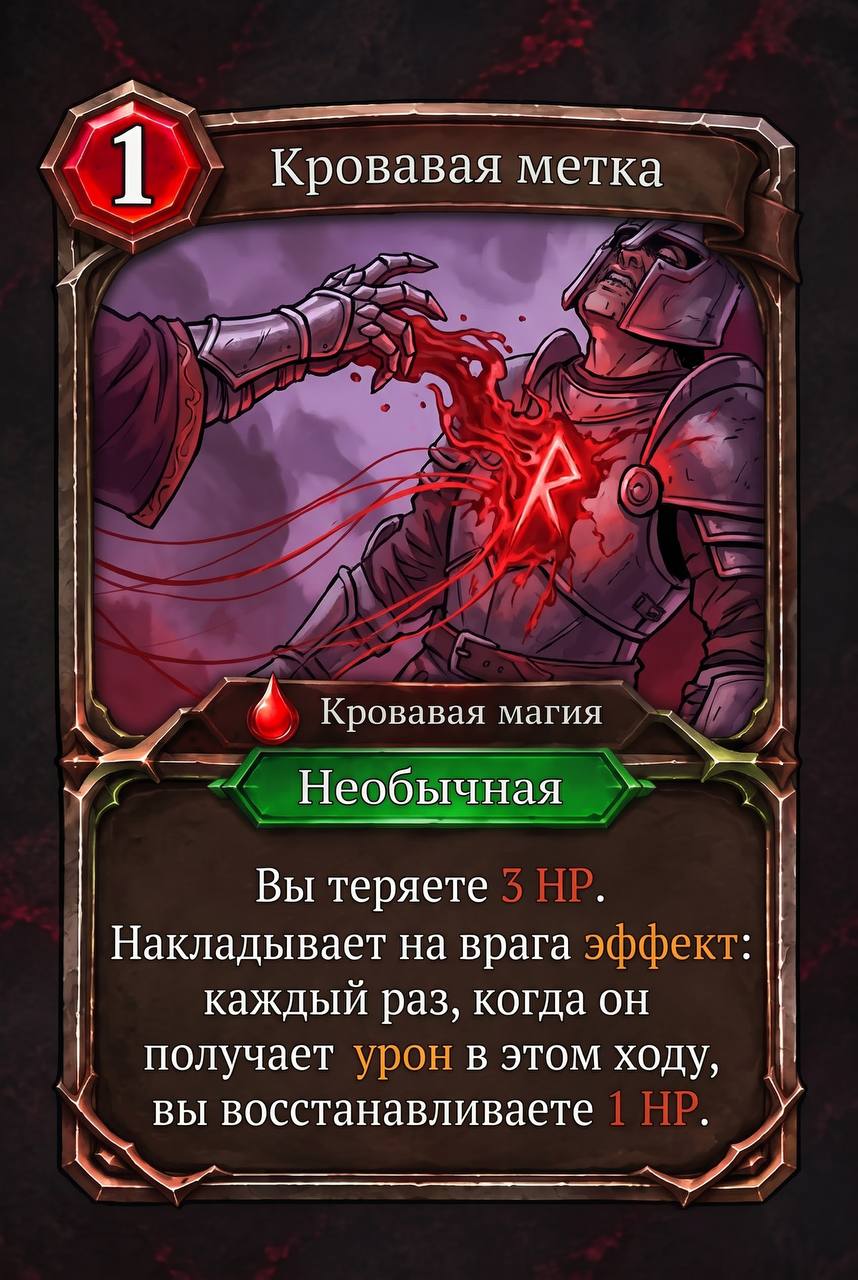 1
Кровавая метка
ᚱ
Кровавая магия
Необычная
Вы теряете 3 HP.
Накладывает на врага эффект:
каждый раз, когда он
получает урон в этом ходу,
вы восстанавливаете 1 HP.